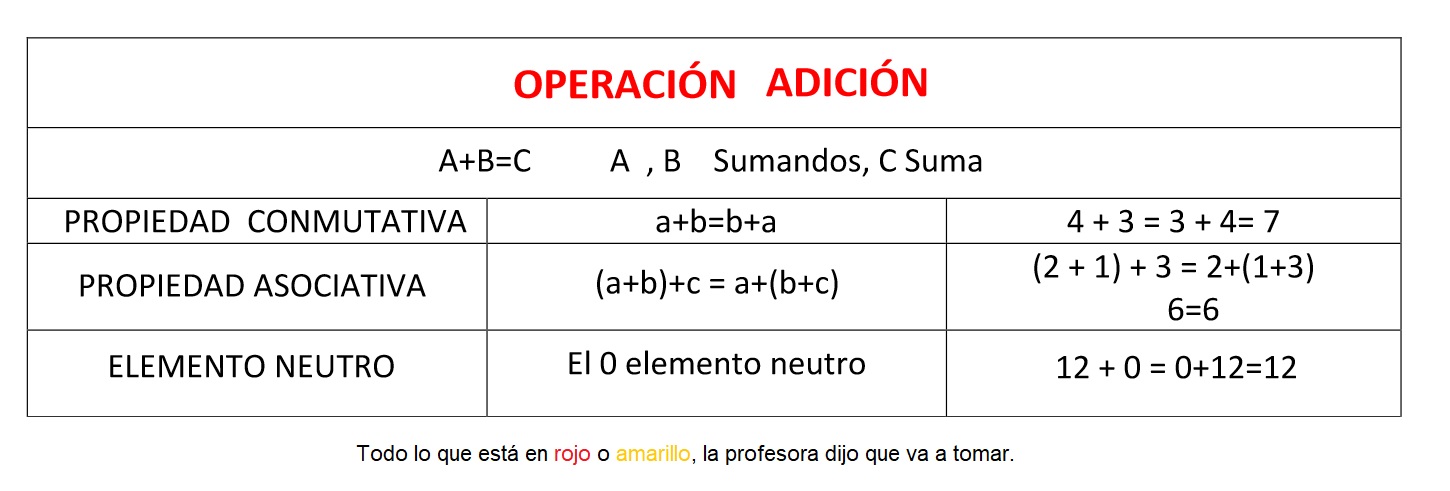 OPERACIÓN ADICIÓN
A+B=C A , B Sumandos, C Suma
PROPIEDAD CONMUTATIVA a+b=b+a 4 + 3 = 3 + 4= 7
PROPIEDAD ASOCIATIVA (a+b)+c = a+(b+c) (2 + 1) + 3 = 2+(1+3)
6=6
ELEMENTO NEUTRO El 0 elemento neutro 12 + 0 = 0+12=12
Todo lo que está en rojo o amarillo, la profesora dijo que va a tomar.